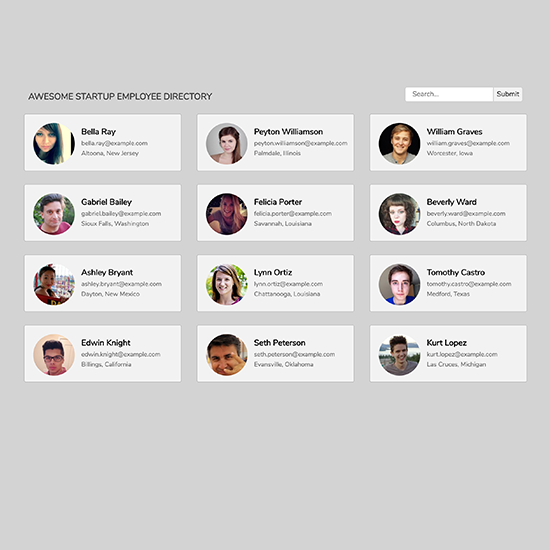 AWESOME STARTUP EMPLOYEE DIRECTORY
Search...
Submit
Bella Ray
bella.ray@example.com
Altoona, New Jersey
Peyton Williamson
peyton.williamson@example.com
Palmdale, Illinois
William Graves
william.graves@example.com
Worcester, Iowa
Gabriel Bailey
gabriel.bailey@example.com
Sioux Falls, Washington
Felicia Porter
felicia.porter@example.com
Savannah, Louisiana
Beverly Ward
beverly.ward@example.com
Columbus, North Dakota
Ashley Bryant
ashley.bryant@example.com
Dayton, New Mexico
Lynn Ortiz
lynn.ortiz@example.com
Chattanooga, Louisiana
Tomothy Castro
tomothy.castro@example.com
Medford, Texas
Edwin Knight
edwin.knight@example.com
Billings, California
Seth Peterson
seth.peterson@example.com
Evansville, Oklahoma
Kurt Lopez
kurt.lopez@example.com
Las Cruces, Michigan